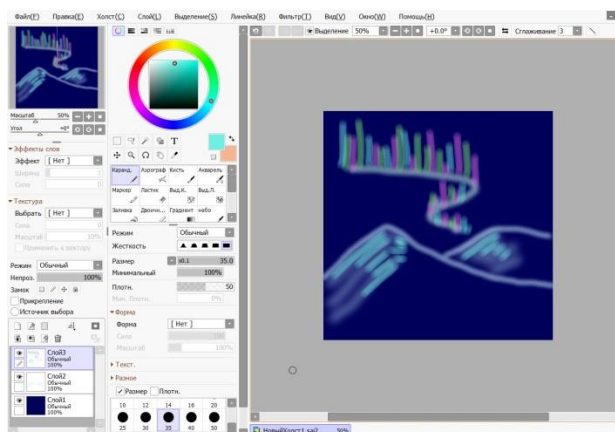 Файл(F) Правка(E) Холст(C) Слой(L) Выделение(S) Линейка(R) Фильтр(T) Вид(V) Окно(W) Помощь(H)
Выделение 50% +0.0° Сглаживание 3
Масштаб 50%
Угол +0°
Эффекты слоя
Эффект [ Нет ]
Ширина 1
Сила
Текстура
Выбрать [ Нет ]
Сила
Масштаб 10%
Применить к вектору
Режим Обычный
Непроз. 100%
Замок
Прикрепление
Источник выбора
Слой3
Обычный
100%
Слой2
Обычный
100%
Слой1
Обычный
100%
T
Каранд. Аэрограф Кисть Акварель
Маркер Ластик Выд.К. Выд.Л.
Заливка Двоичн... Градиент небо
Режим Обычный
Жесткость
Размер x0.1 35.0
Минимальный 100%
Плотн. 50
Мин. Плотн. 0%
Форма
Форма [ Нет ]
Сила 100
Масштаб 100%
Текст.
Разное
Размер Плотн.
10 12 14 16 20
25 30 35 40 50
НовыйХолст1.sai2 50%